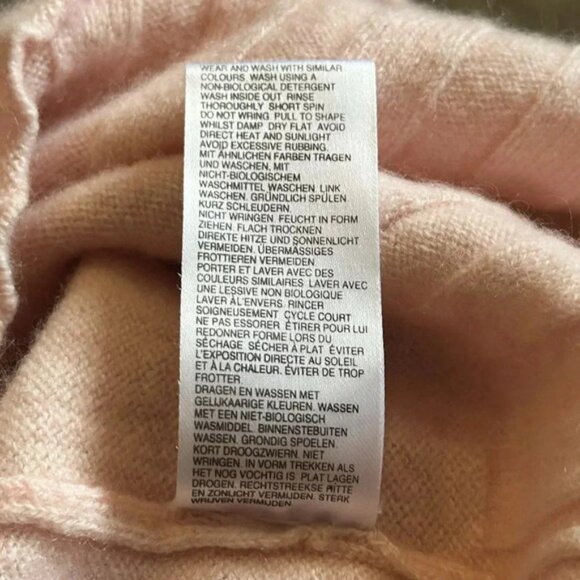 WEAR AND WASH WITH SIMILAR
COLOURS WASH USING A
NON-BIOLOGICAL DETERGENT
WASH INSIDE OUT RINSE
THOROUGHLY SHORT SPIN
DO NOT WRING PULL TO SHAPE
WHILST DAMP DRY FLAT AVOID
DIRECT HEAT AND SUNLIGHT
AVOID EXCESSIVE RUBBING.
MIT ÄHNLICHEN FARBEN TRAGEN
UND WASCHEN, MIT
NICHT-BIOLOGISCHEM
WASCHMITTEL WASCHEN. LINK
WASCHEN. GRÜNDLICH SPÜLEN
KURZ SCHLEUDERN.
NICHT WRINGEN. FEUCHT IN FORM
ZIEHEN. FLACH TROCKNEN
DIREKTE HITZE UND SONNENLICHT
VERMEIDEN. ÜBERMÄSSIGES
FROTTIEREN VERMEIDEN
PORTER ET LAVER AVEC DES
COULEURS SIMILAIRES LAVER AVEC
UNE LESSIVE NON BIOLOGIQUE
LAVER À L'ENVERS. RINCER
SOIGNEUSEMENT CYCLE COURT
NE PAS ESSORER ÉTIRER POUR LUI
REDONNER FORME LORS DU
SÉCHAGE SÉCHER À PLAT ÉVITER
L'EXPOSITION DIRECTE AU SOLEIL
ET À LA CHALEUR. ÉVITER DE TROP
FROTTER.
DRAGEN EN WASSEN MET
GELIJKAARIGE KLEUREN. WASSEN
MET EEN NIET-BIOLOGISCH
WASMIDDEL. BINNENSTEBUITEN
WASSEN. GRONDIG SPOELEN.
KORT DROOGZWIERN. NIET
WRINGEN. IN VORM TREKKEN ALS
HET NOG VOCHTIG IS PLAT LAGEN
DROGEN. RECHTSTREEKSE HITTE
EN ZONLICHT VERMIJDEN. STERK
WRIJVEN VERMIJDEN